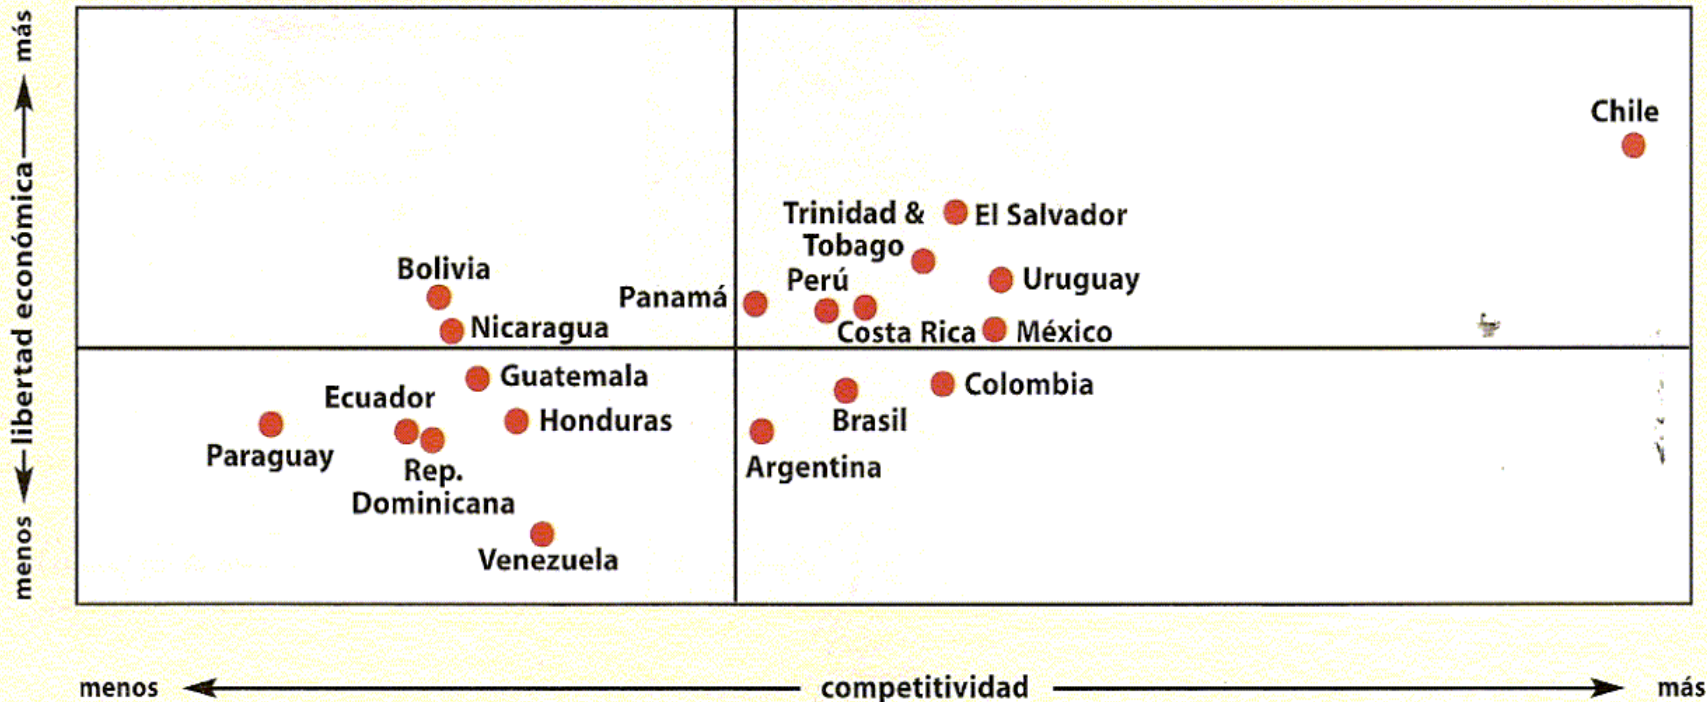 más
libertad económica
menos
Chile
Trinidad &
Tobago
El Salvador
Bolivia
Perú
Uruguay
Panamá
Nicaragua
Costa Rica
México
Guatemala
Colombia
Ecuador
Honduras
Brasil
Paraguay
Rep.
Dominicana
Argentina
Venezuela
menos
competitividad
más